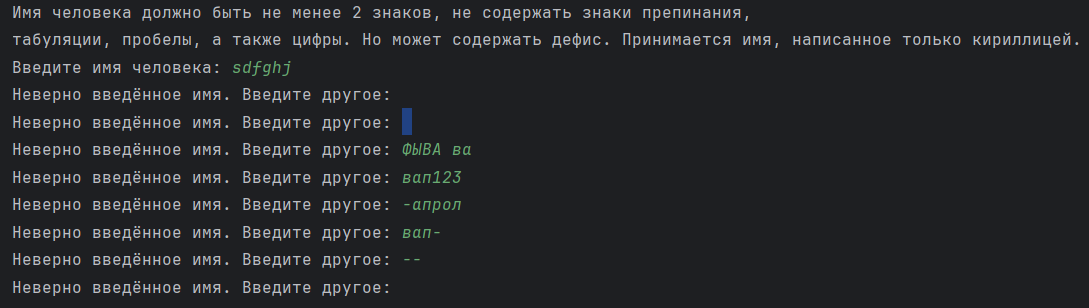 Имя человека должно быть не менее 2 знаков, не содержать знаки препинания,
табуляции, пробелы, а также цифры. Но может содержать дефис. Принимается имя, написанное только кириллицей.
Введите имя человека: sdfghj
Неверно введённое имя. Введите другое:
Неверно введённое имя. Введите другое:
Неверно введённое имя. Введите другое: ФЫВА ва
Неверно введённое имя. Введите другое: вап123
Неверно введённое имя. Введите другое: -апрол
Неверно введённое имя. Введите другое: вап-
Неверно введённое имя. Введите другое: --
Неверно введённое имя. Введите другое: